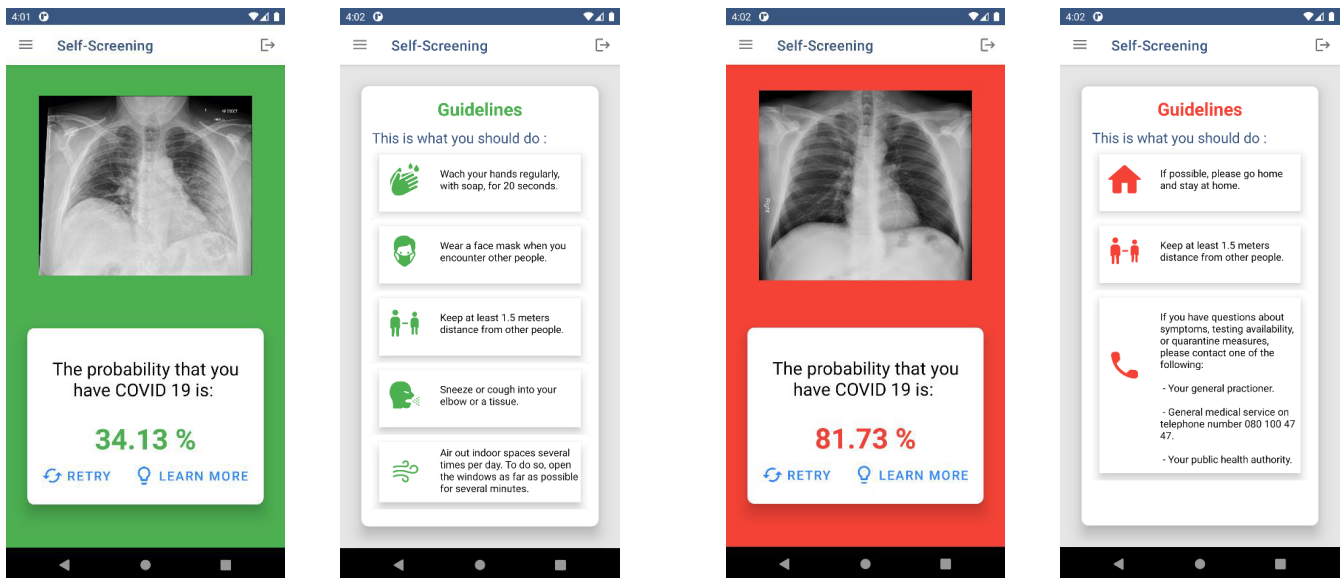 4:01
Self-Screening
The probability that you
have COVID 19 is:
34.13 %
RETRY
LEARN MORE
4:02
Self-Screening
Guidelines
This is what you should do :
Wach your hands regularly,
with soap, for 20 seconds.
Wear a face mask when you
encounter other people.
Keep at least 1.5 meters
distance from other people.
Sneeze or cough into your
elbow or a tissue.
Air out indoor spaces several
times per day. To do so, open
the windows as far as possible
for several minutes.
4:02
Self-Screening
Right
The probability that you
have COVID 19 is:
81.73 %
RETRY
LEARN MORE
4:02
Self-Screening
Guidelines
This is what you should do :
If possible, please go home
and stay at home.
Keep at least 1.5 meters
distance from other people.
If you have questions about
symptoms, testing availability,
or quarantine measures,
please contact one of the
following:
- Your general practioner.
- General medical service on
telephone number 080 100 47
47.
- Your public health authority.